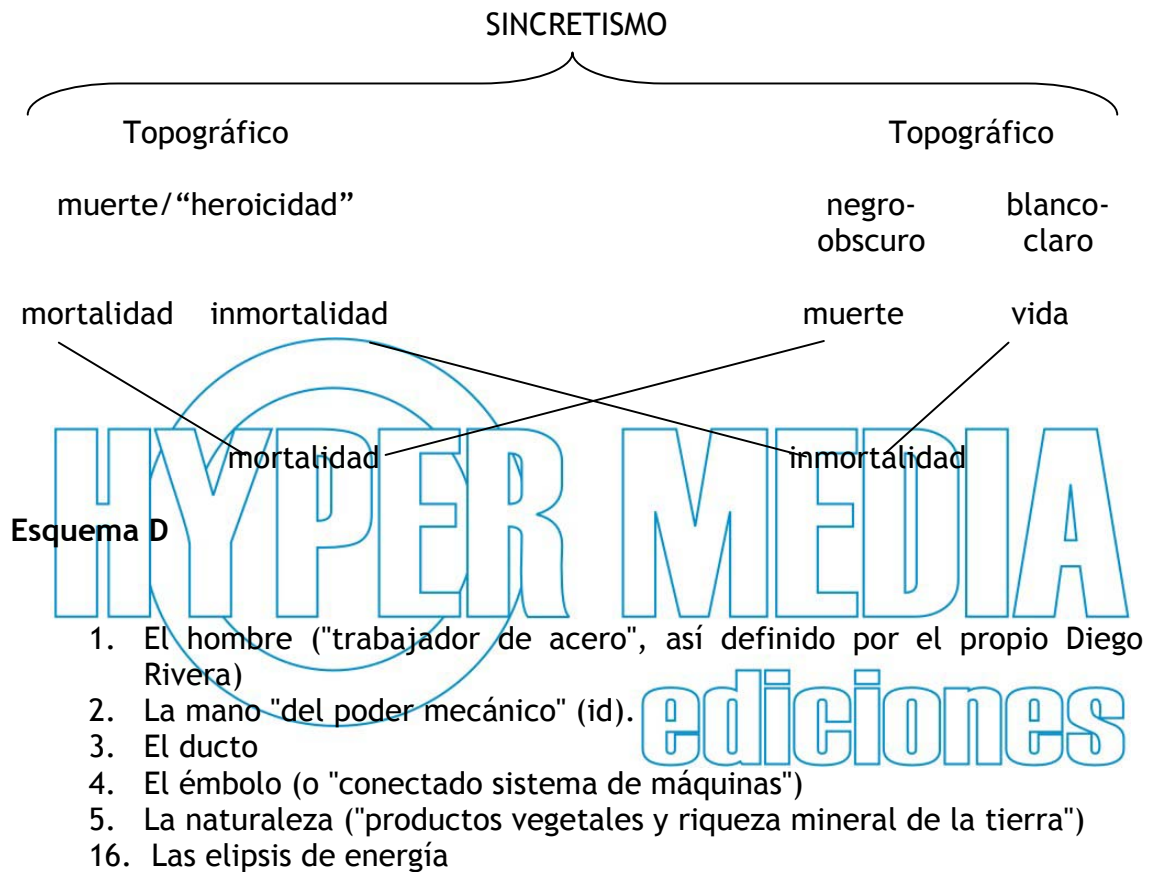 SINCRETISMO
Topográfico Topográfico
muerte/“heroicidad” negro- blanco-
obscuro claro
mortalidad inmortalidad muerte vida
mortalidad inmortalidad
HYPER MEDIA
Esquema D
ediciones
1. El hombre ("trabajador de acero", así definido por el propio Diego
Rivera)
2. La mano "del poder mecánico" (id).
3. El ducto
4. El émbolo (o "conectado sistema de máquinas")
5. La naturaleza ("productos vegetales y riqueza mineral de la tierra")
16. Las elipsis de energía